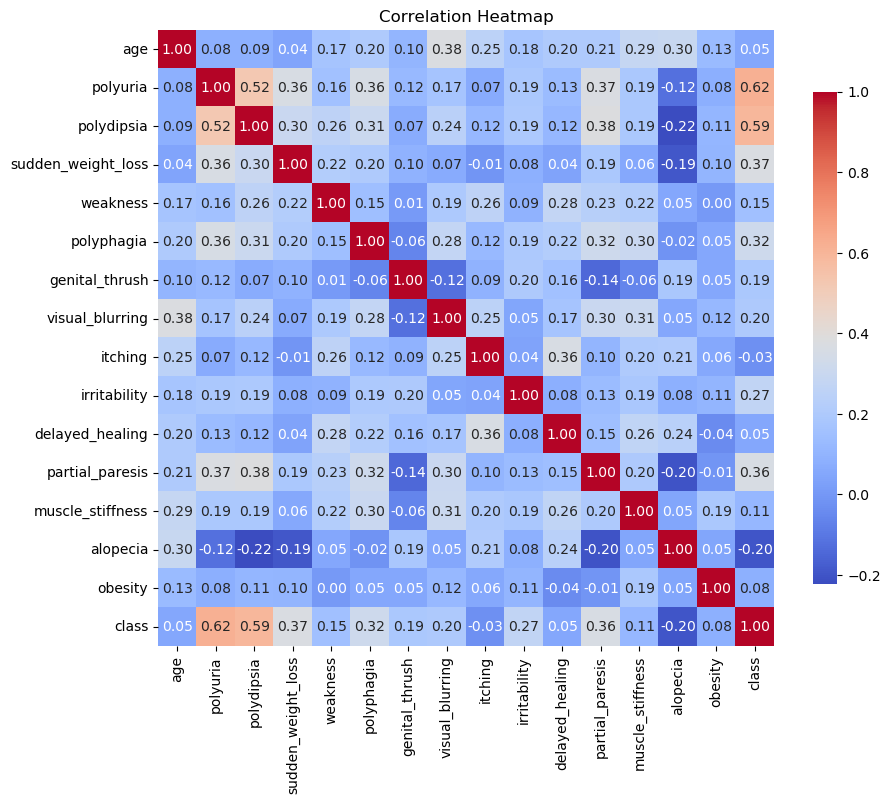 Correlation Heatmap
age 1.00 0.08 0.09 0.04 0.17 0.20 0.10 0.38 0.25 0.18 0.20 0.21 0.29 0.30 0.13 0.05
polyuria 0.08 1.00 0.52 0.36 0.16 0.36 0.12 0.17 0.07 0.19 0.13 0.37 0.19 -0.12 0.08 0.62
polydipsia 0.09 0.52 1.00 0.30 0.26 0.31 0.07 0.24 0.12 0.19 0.12 0.38 0.19 -0.22 0.11 0.59
sudden_weight_loss 0.04 0.36 0.30 1.00 0.22 0.20 0.10 0.07 -0.01 0.08 0.04 0.19 0.06 -0.19 0.10 0.37
weakness 0.17 0.16 0.26 0.22 1.00 0.15 0.01 0.19 0.26 0.09 0.28 0.23 0.22 0.05 0.00 0.15
polyphagia 0.20 0.36 0.31 0.20 0.15 1.00 -0.06 0.28 0.12 0.19 0.22 0.32 0.30 -0.02 0.05 0.32
genital_thrush 0.10 0.12 0.07 0.10 0.01 -0.06 1.00 -0.12 0.09 0.20 0.16 -0.14 -0.06 0.19 0.05 0.19
visual_blurring 0.38 0.17 0.24 0.07 0.19 0.28 -0.12 1.00 0.25 0.05 0.17 0.30 0.31 0.05 0.12 0.20
itching 0.25 0.07 0.12 -0.01 0.26 0.12 0.09 0.25 1.00 0.04 0.36 0.10 0.20 0.21 0.06 -0.03
irritability 0.18 0.19 0.19 0.08 0.09 0.19 0.20 0.05 0.04 1.00 0.08 0.13 0.19 0.08 0.11 0.27
delayed_healing 0.20 0.13 0.12 0.04 0.28 0.22 0.16 0.17 0.36 0.08 1.00 0.15 0.26 0.24 -0.04 0.05
partial_paresis 0.21 0.37 0.38 0.19 0.23 0.32 -0.14 0.30 0.10 0.13 0.15 1.00 0.20 -0.20 -0.01 0.36
muscle_stiffness 0.29 0.19 0.19 0.06 0.22 0.30 -0.06 0.31 0.20 0.19 0.26 0.20 1.00 0.05 0.19 0.11
alopecia 0.30 -0.12 -0.22 -0.19 0.05 -0.02 0.19 0.05 0.21 0.08 0.24 -0.20 0.05 1.00 0.05 -0.20
obesity 0.13 0.08 0.11 0.10 0.00 0.05 0.05 0.12 0.06 0.11 -0.04 -0.01 0.19 0.05 1.00 0.08
class 0.05 0.62 0.59 0.37 0.15 0.32 0.19 0.20 -0.03 0.27 0.05 0.36 0.11 -0.20 0.08 1.00
age
polyuria
polydipsia
sudden_weight_loss
weakness
polyphagia
genital_thrush
visual_blurring
itching
irritability
delayed_healing
partial_paresis
muscle_stiffness
alopecia
obesity
class
1.0
0.8
0.6
0.4
0.2
0.0
−0.2